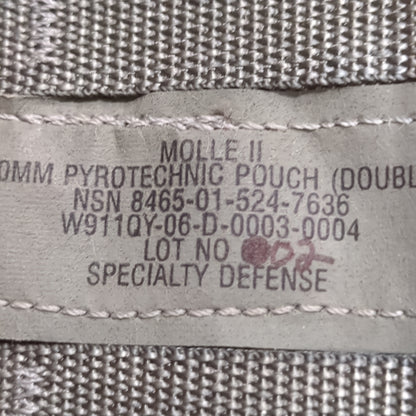 MOLLE II
0MM PYROTECHNIC POUCH (DOUBL
NSN 8465-01-524-7636
W911QY-06-D-0003-0004
LOT NO 02
SPECIALTY DEFENSE